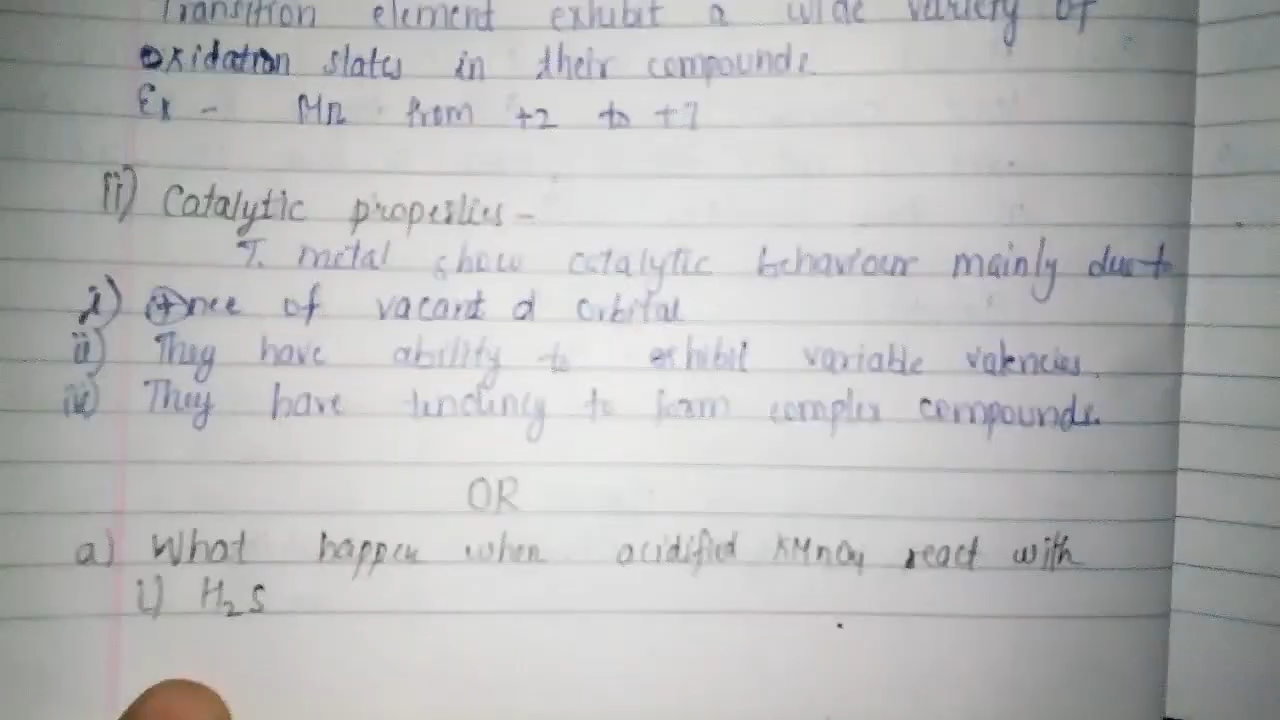 Transition element exhibit a wide variety of
Oxidation states in their compounds.
Ex - Mn from +2 to +7
ii) Catalytic properties -
T. metal show catalytic behaviour mainly due to
i) (+)nce of vacant d orbital
ii) They have ability to exhibit variable valencies.
iii) They have tendency to form complex compounds.
OR
a) What happen when acidified KMnO4 react with
i) H2S